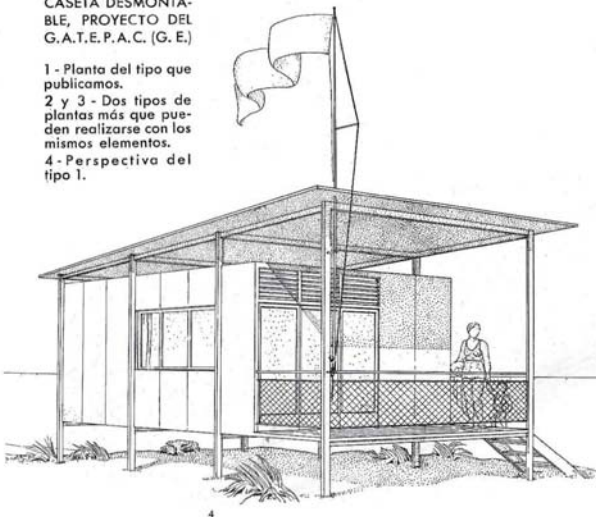 CASETA DESMONTA-
BLE, PROYECTO DEL
G.A.T.E.P.A.C. (G. E.)
1 - Planta del tipo que
publicamos.
2 y 3 - Dos tipos de
plantas más que pue-
den realizarse con los
mismos elementos.
4 - Perspectiva del
tipo 1.
4